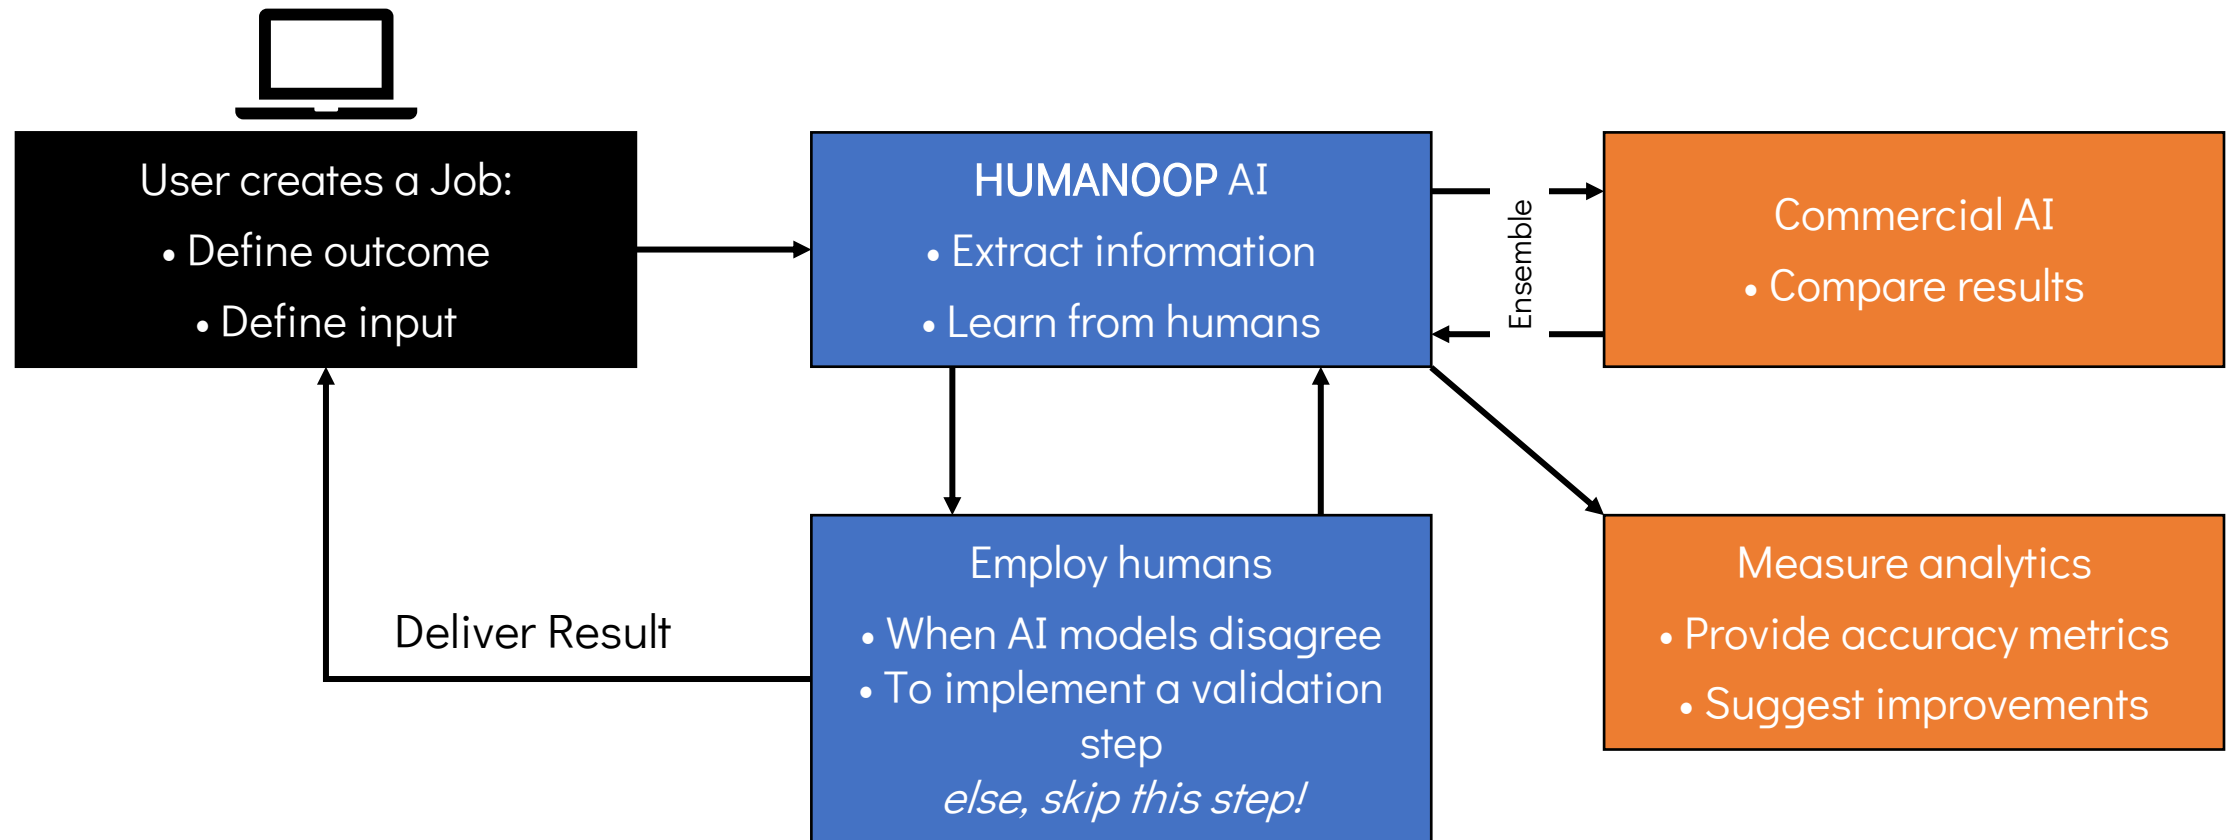 User creates a Job:
• Define outcome
• Define input
HUMANOOP AI
• Extract information
• Learn from humans
Ensemble
Commercial AI
• Compare results
Deliver Result
Employ humans
• When AI models disagree
• To implement a validation
step
else, skip this step!
Measure analytics
• Provide accuracy metrics
• Suggest improvements